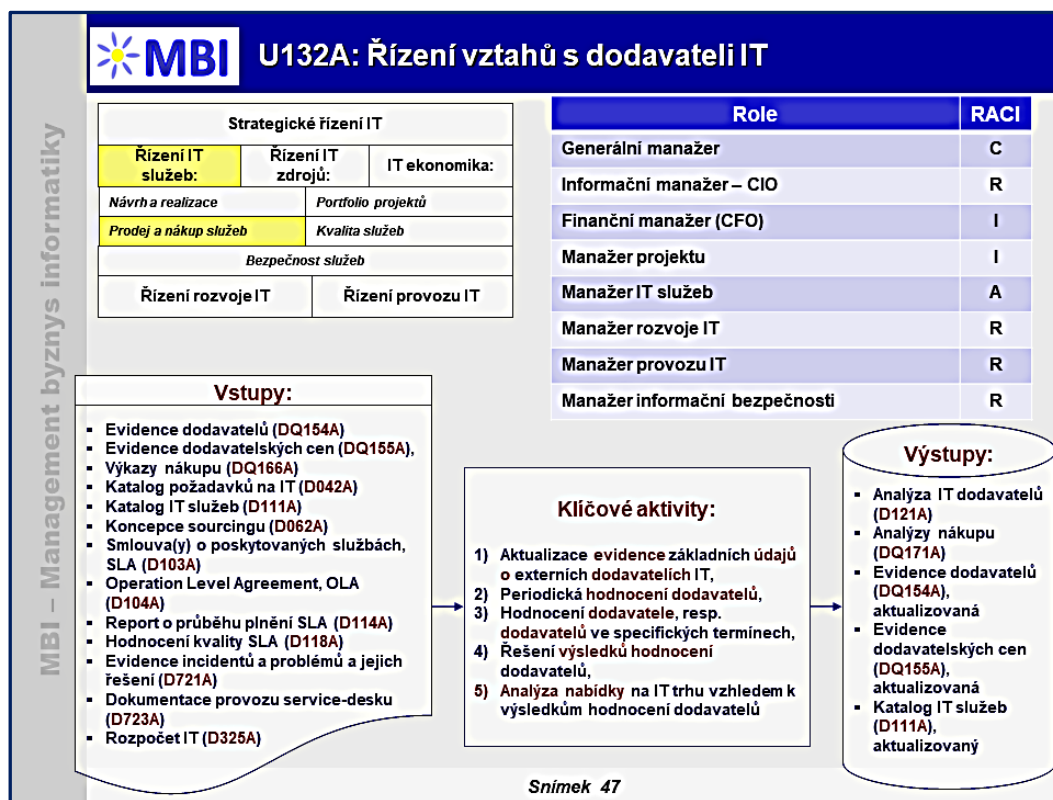 MBI
U132A: Řízení vztahů s dodavateli IT
MBI – Management byznys informatiky
Strategické řízení IT
Řízení IT služeb:
Řízení IT zdrojů:
IT ekonomika:
Návrh a realizace
Portfolio projektů
Prodej a nákup služeb
Kvalita služeb
Bezpečnost služeb
Řízení rozvoje IT
Řízení provozu IT
Role RACI
Generální manažer C
Informační manažer – CIO R
Finanční manažer (CFO) I
Manažer projektu I
Manažer IT služeb A
Manažer rozvoje IT R
Manažer provozu IT R
Manažer informační bezpečnosti R
Vstupy:
▪ Evidence dodavatelů (DQ154A)
▪ Evidence dodavatelských cen (DQ155A),
▪ Výkazy nákupu (DQ166A)
▪ Katalog požadavků na IT (D042A)
▪ Katalog IT služeb (D111A)
▪ Koncepce sourcingu (D062A)
▪ Smlouva(y) o poskytovaných službách,
SLA (D103A)
▪ Operation Level Agreement, OLA
(D104A)
▪ Report o průběhu plnění SLA (D114A)
▪ Hodnocení kvality SLA (D118A)
▪ Evidence incidentů a problémů a jejich
řešení (D721A)
▪ Dokumentace provozu service-desku
(D723A)
▪ Rozpočet IT (D325A)
Klíčové aktivity:
1) Aktualizace evidence základních údajů
o externích dodavatelích IT,
2) Periodická hodnocení dodavatelů,
3) Hodnocení dodavatele, resp.
dodavatelů ve specifických termínech,
4) Řešení výsledků hodnocení
dodavatelů,
5) Analýza nabídky na IT trhu vzhledem k
výsledkům hodnocení dodavatelů
Výstupy:
▪ Analýza IT dodavatelů
(D121A)
▪ Analýzy nákupu
(DQ171A)
▪ Evidence dodavatelů
(DQ154A),
aktualizovaná
▪ Evidence
dodavatelských cen
(DQ155A),
aktualizovaná
▪ Katalog IT služeb
(D111A),
aktualizovaný
Snímek 47